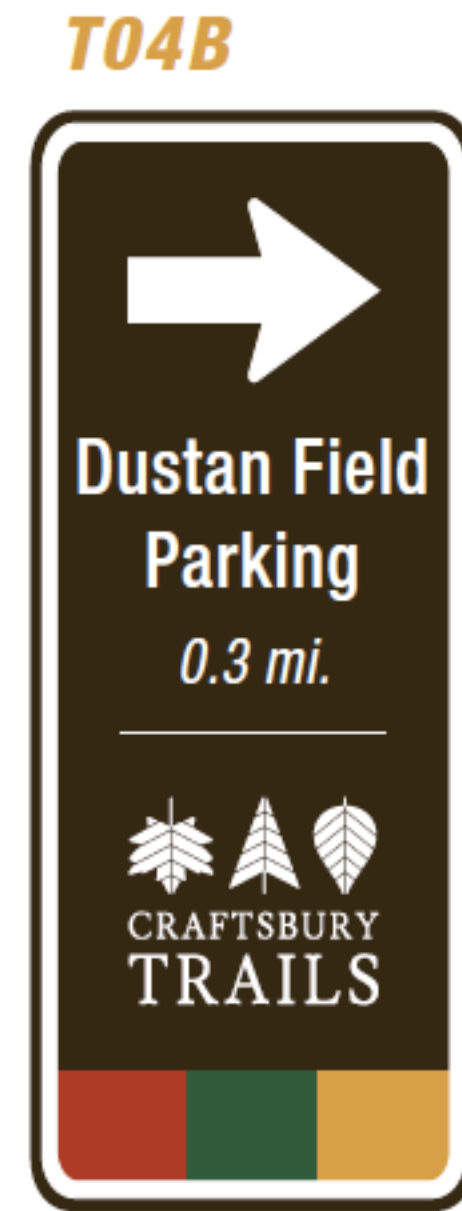 T04B
Dustan Field
Parking
0.3 mi.
CRAFTSBURY
TRAILS